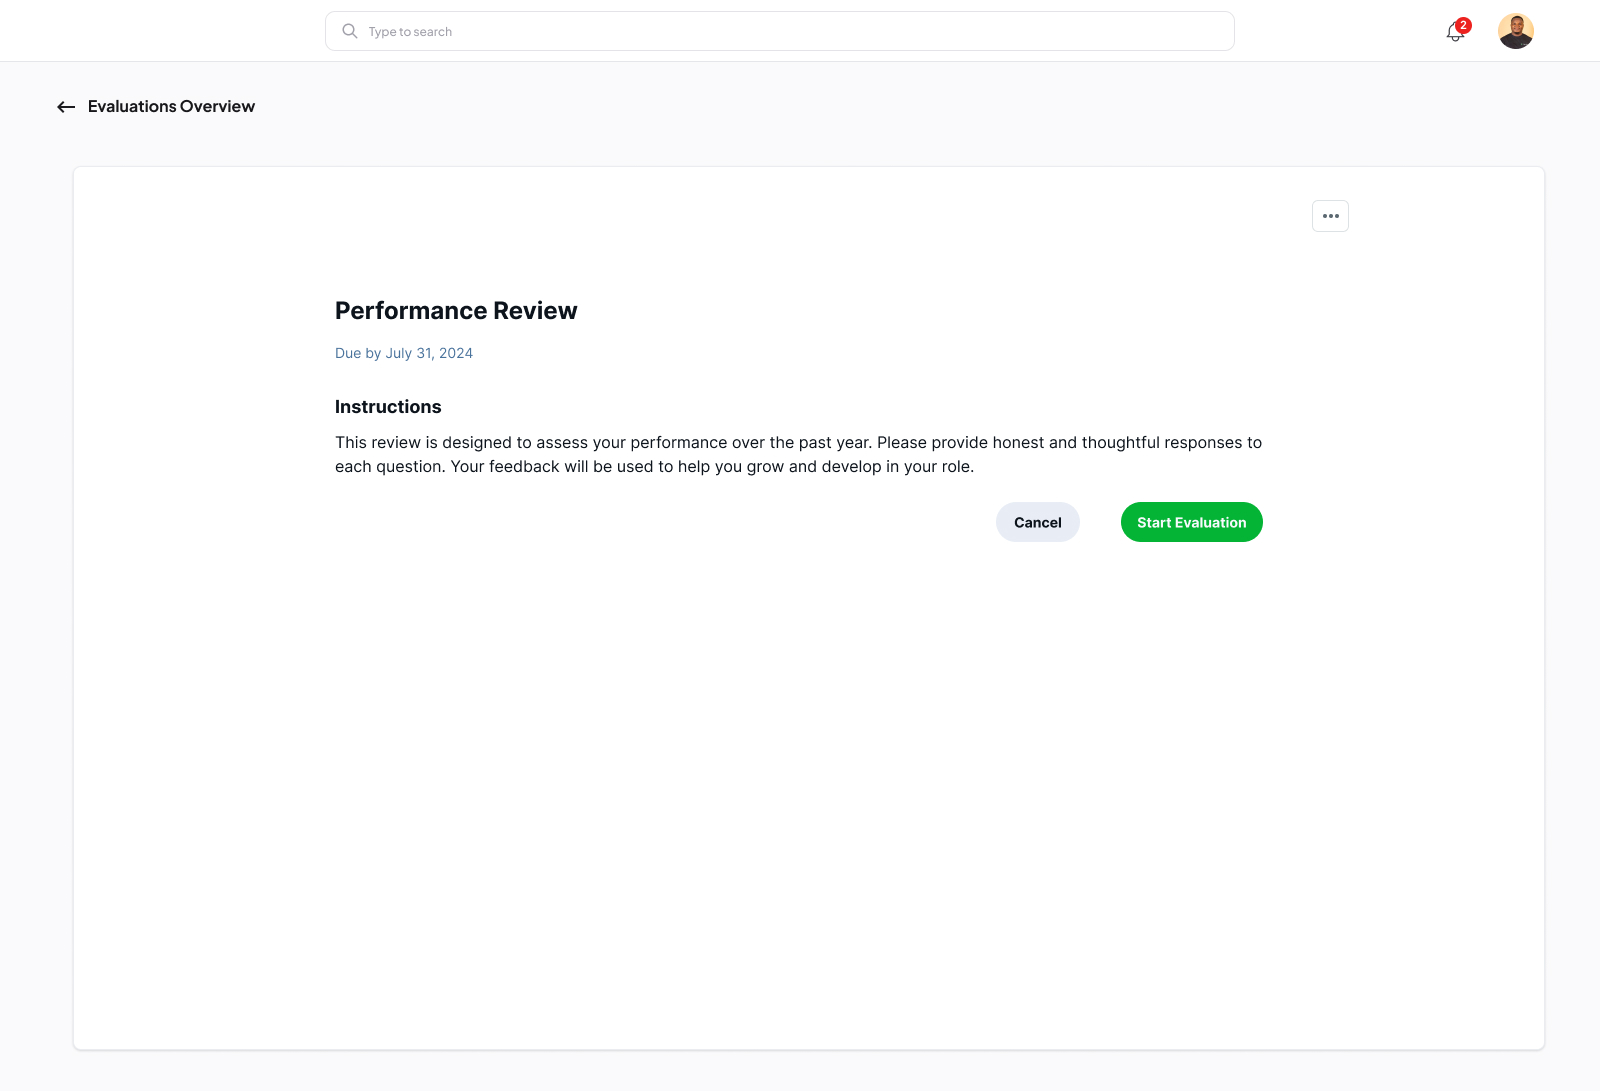 Type to search
2
Evaluations Overview
Performance Review
Due by July 31, 2024
Instructions
This review is designed to assess your performance over the past year. Please provide honest and thoughtful responses to
each question. Your feedback will be used to help you grow and develop in your role.
Cancel
Start Evaluation